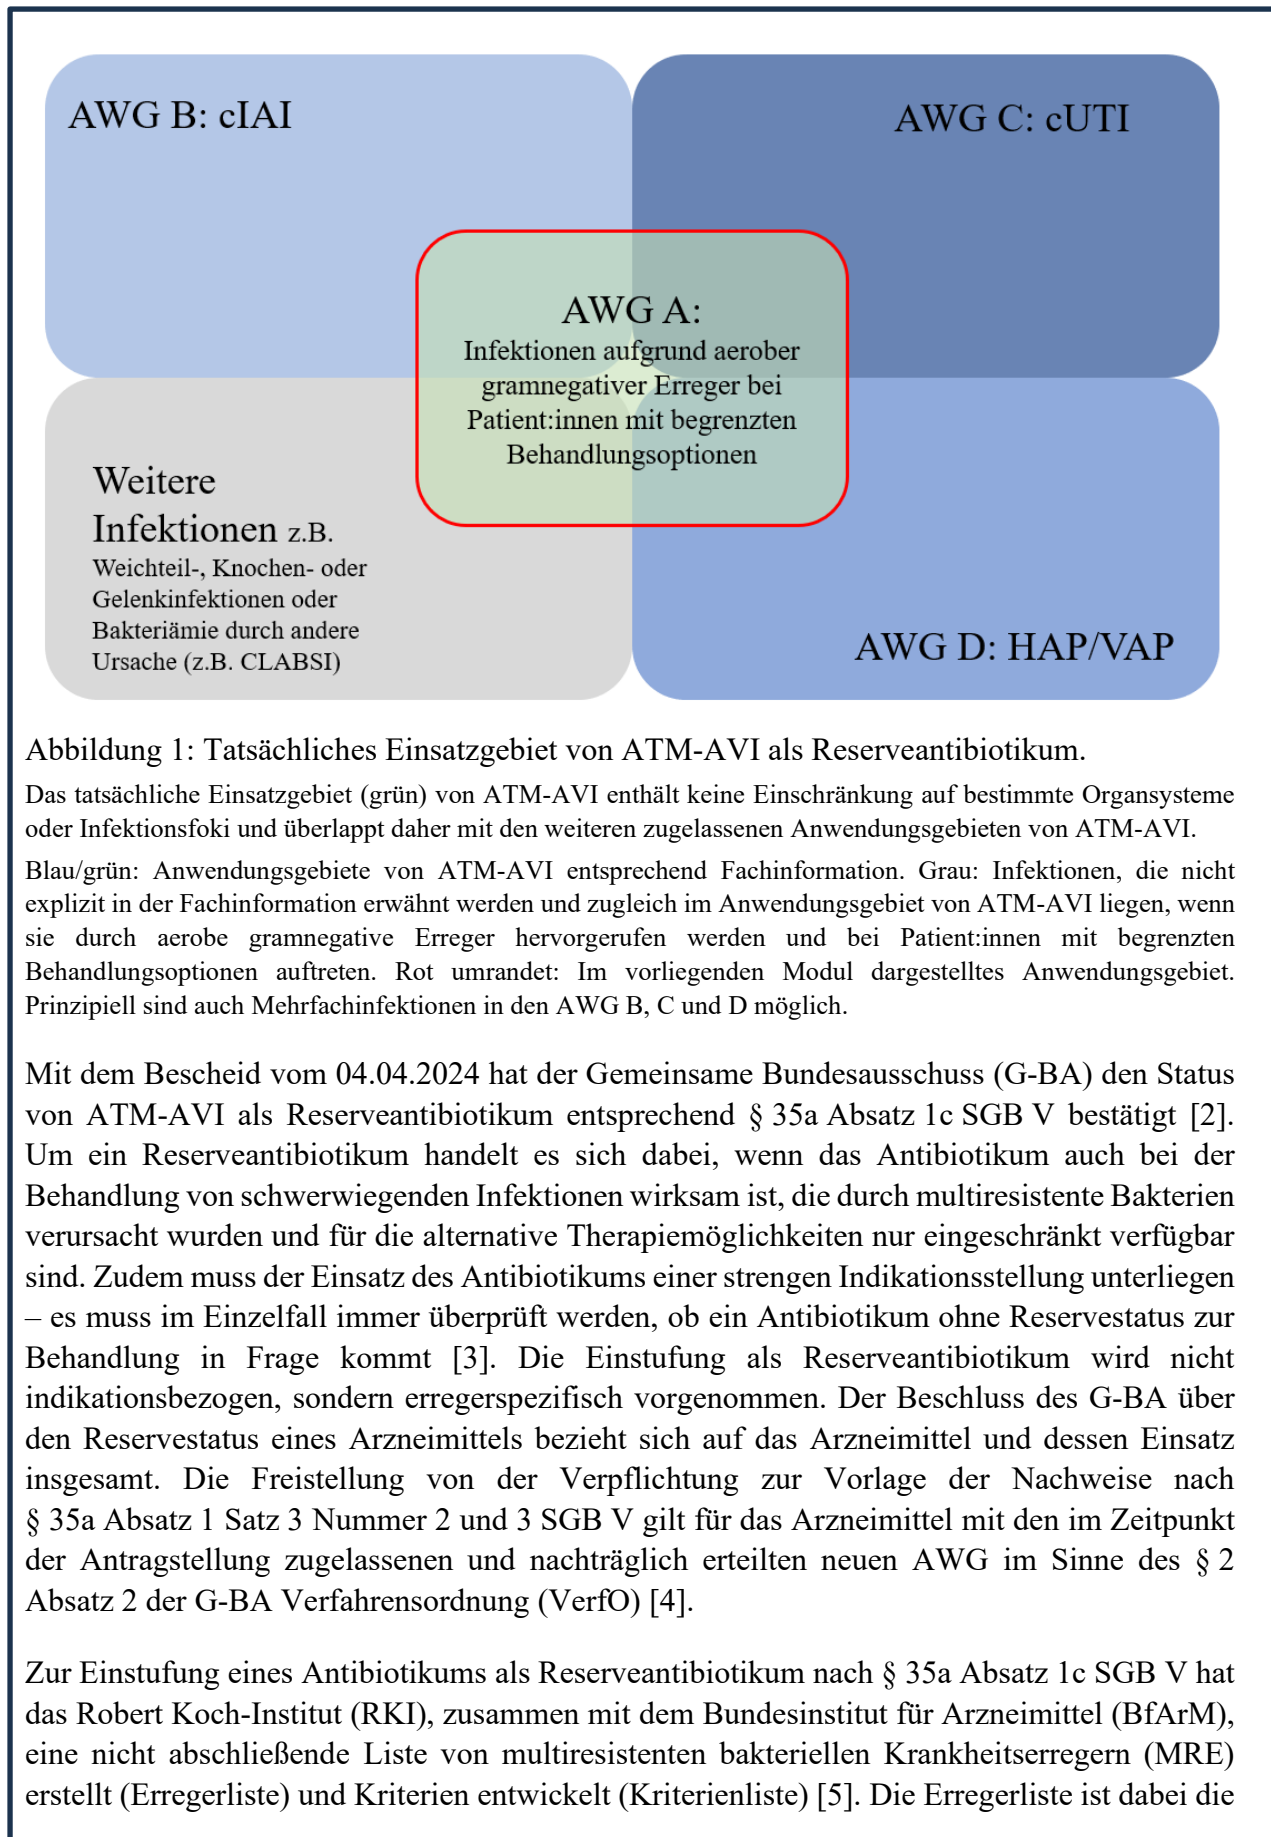 AWG B: cIAI
AWG C: cUTI
AWG A:
Infektionen aufgrund aerober
gramnegativer Erreger bei
Patient:innen mit begrenzten
Behandlungsoptionen
Weitere
Infektionen z.B.
Weichteil-, Knochen- oder
Gelenkinfektionen oder
Bakteriämie durch andere
Ursache (z.B. CLABSI)
AWG D: HAP/VAP
Abbildung 1: Tatsächliches Einsatzgebiet von ATM-AVI als Reserveantibiotikum.
Das tatsächliche Einsatzgebiet (grün) von ATM-AVI enthält keine Einschränkung auf bestimmte Organsysteme
oder Infektionsfoki und überlappt daher mit den weiteren zugelassenen Anwendungsgebieten von ATM-AVI.
Blau/grün: Anwendungsgebiete von ATM-AVI entsprechend Fachinformation. Grau: Infektionen, die nicht
explizit in der Fachinformation erwähnt werden und zugleich im Anwendungsgebiet von ATM-AVI liegen, wenn
sie durch aerobe gramnegative Erreger hervorgerufen werden und bei Patient:innen mit begrenzten
Behandlungsoptionen auftreten. Rot umrandet: Im vorliegenden Modul dargestelltes Anwendungsgebiet.
Prinzipiell sind auch Mehrfachinfektionen in den AWG B, C und D möglich.
Mit dem Bescheid vom 04.04.2024 hat der Gemeinsame Bundesausschuss (G-BA) den Status
von ATM-AVI als Reserveantibiotikum entsprechend § 35a Absatz 1c SGB V bestätigt [2].
Um ein Reserveantibiotikum handelt es sich dabei, wenn das Antibiotikum auch bei der
Behandlung von schwerwiegenden Infektionen wirksam ist, die durch multiresistente Bakterien
verursacht wurden und für die alternative Therapiemöglichkeiten nur eingeschränkt verfügbar
sind. Zudem muss der Einsatz des Antibiotikums einer strengen Indikationsstellung unterliegen
– es muss im Einzelfall immer überprüft werden, ob ein Antibiotikum ohne Reservestatus zur
Behandlung in Frage kommt [3]. Die Einstufung als Reserveantibiotikum wird nicht
indikationsbezogen, sondern erregerspezifisch vorgenommen. Der Beschluss des G-BA über
den Reservestatus eines Arzneimittels bezieht sich auf das Arzneimittel und dessen Einsatz
insgesamt. Die Freistellung von der Verpflichtung zur Vorlage der Nachweise nach
§ 35a Absatz 1 Satz 3 Nummer 2 und 3 SGB V gilt für das Arzneimittel mit den im Zeitpunkt
der Antragstellung zugelassenen und nachträglich erteilten neuen AWG im Sinne des § 2
Absatz 2 der G-BA Verfahrensordnung (VerfO) [4].
Zur Einstufung eines Antibiotikums als Reserveantibiotikum nach § 35a Absatz 1c SGB V hat
das Robert Koch-Institut (RKI), zusammen mit dem Bundesinstitut für Arzneimittel (BfArM),
eine nicht abschließende Liste von multiresistenten bakteriellen Krankheitserregern (MRE)
erstellt (Erregerliste) und Kriterien entwickelt (Kriterienliste) [5]. Die Erregerliste ist dabei die